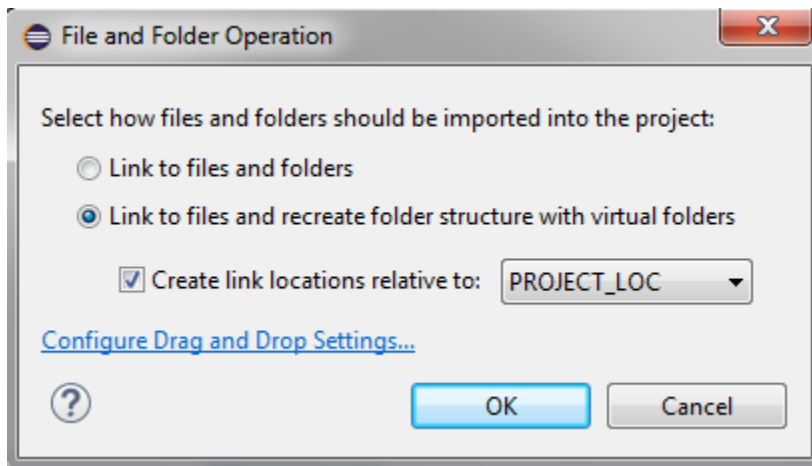 File and Folder Operation
Select how files and folders should be imported into the project:
Link to files and folders
Link to files and recreate folder structure with virtual folders
Create link locations relative to: PROJECT_LOC
Configure Drag and Drop Settings...
? OK Cancel